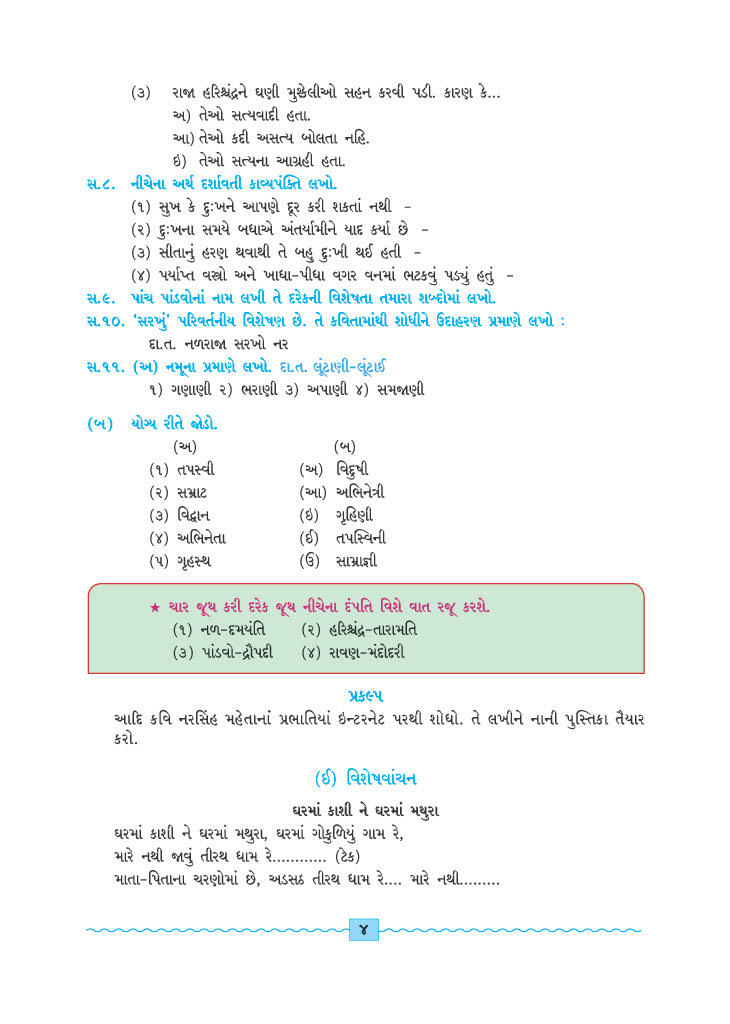 (૩) રાજા હરિશ્ચંદ્રને ઘણી મુશ્કેલીઓ સહન કરવી પડી. કારણ કે...
અ) તેઓ સત્યવાદી હતા.
આ) તેઓ કદી અસત્ય બોલતા નહિ.
ઇ) તેઓ સત્યના આગ્રહી હતા.
સ.૮. નીચેના અર્થ દર્શાવતી કાવ્યપંક્તિ લખો.
(૧) સુખ કે દુઃખને આપણે દૂર કરી શકતાં નથી –
(૨) દુઃખના સમયે બધાએ અંતર્યામીને યાદ કર્યા છે –
(૩) સીતાનું હરણ થવાથી તે બહુ દુઃખી થઈ હતી –
(૪) પર્યાપ્ત વસ્ત્રો અને ખાધા-પીધા વગર વનમાં ભટકવું પડ્યું હતું –
સ.૯. પાંચ પાંડવોનાં નામ લખી તે દરેકની વિશેષતા તમારા શબ્દોમાં લખો.
સ.૧૦. 'સરખું' પરિવર્તનીય વિશેષણ છે. તે કવિતામાંથી શોધીને ઉદાહરણ પ્રમાણે લખો :
દા.ત. નળરાજા સરખો નર
સ.૧૧. (અ) નમૂના પ્રમાણે લખો. દા.ત. લૂંટાણી-લૂંટાઈ
૧) ગણાણી ૨) ભરાણી ૩) અપાણી ૪) સમજાણી
(બ) યોગ્ય રીતે જોડો.
(અ) (બ)
(૧) તપસ્વી (અ) વિદુષી
(૨) સમ્રાટ (આ) અભિનેત્રી
(૩) વિદ્વાન (ઇ) ગૃહિણી
(૪) અભિનેતા (ઈ) તપસ્વિની
(૫) ગૃહસ્થ (ઉ) સામ્રાજ્ઞી
★ ચાર જૂથ કરી દરેક જૂથ નીચેના દંપતિ વિશે વાત રજૂ કરશે.
(૧) નળ-દમયંતિ (૨) હરિશ્ચંદ્ર-તારામતિ
(૩) પાંડવો-દ્રૌપદી (૪) રાવણ-મંદોદરી
પ્રકલ્પ
આદિ કવિ નરસિંહ મહેતાનાં પ્રભાતિયાં ઇન્ટરનેટ પરથી શોધો. તે લખીને નાની પુસ્તિકા તૈયાર
કરો.
(ઈ) વિશેષવાંચન
ઘરમાં કાશી ને ઘરમાં મથુરા
ઘરમાં કાશી ને ઘરમાં મથુરા, ઘરમાં ગોકુળિયું ગામ રે,
મારે નથી જાવું તીરથ ધામ રે............ (ટેક)
માતા-પિતાના ચરણોમાં છે, અડસઠ તીરથ ધામ રે.... મારે નથી.........
૪